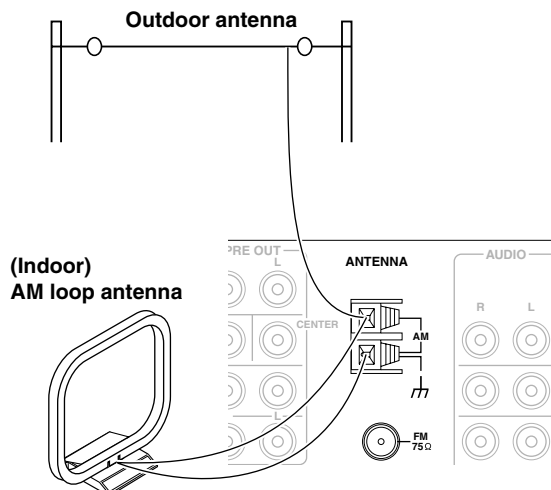 Outdoor antenna
(Indoor)
AM loop antenna
PRE OUT
L
CENTER
L
ANTENNA
AM
FM
75Ω
AUDIO
R L